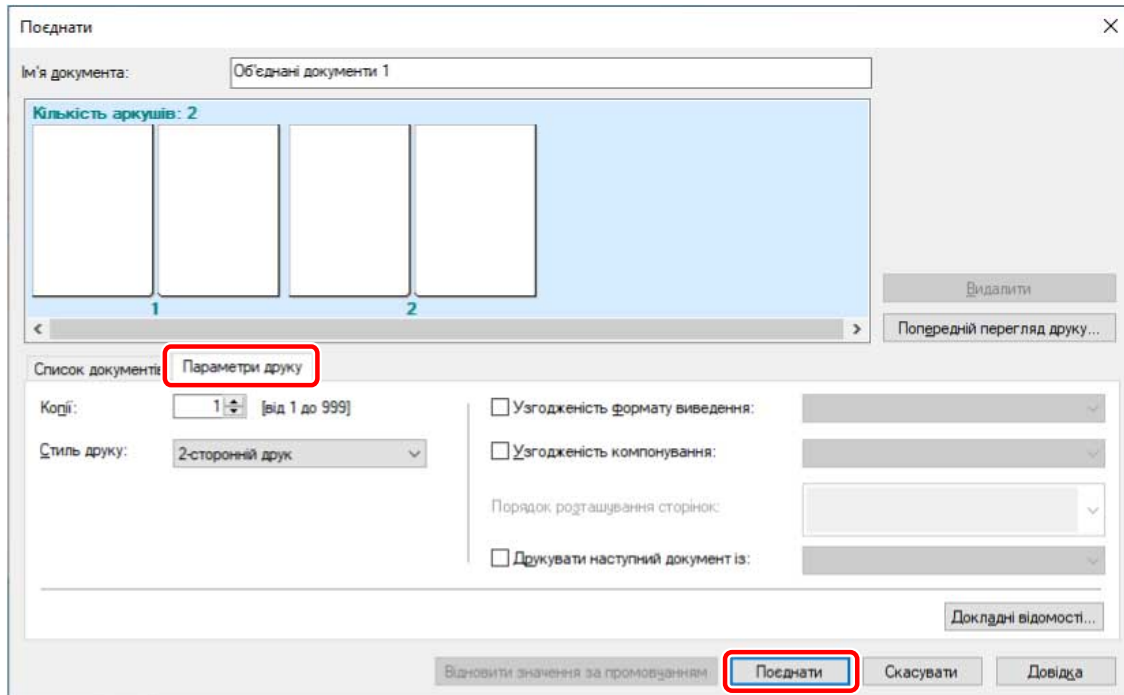 Поєднати
Ім'я документа: Об'єднані документи 1
Кількість аркушів: 2
1 2
Видалити
Попередній перегляд друку...
Список документів Параметри друку
Копії: 1 [від 1 до 999]
Узгодженість формату виведення:
Стиль друку: 2-сторонній друк
Узгодженість компонування:
Порядок розташування сторінок:
Друкувати наступний документ із:
Докладні відомості...
Відновити значення за промовчанням Поєднати Скасувати Довідка